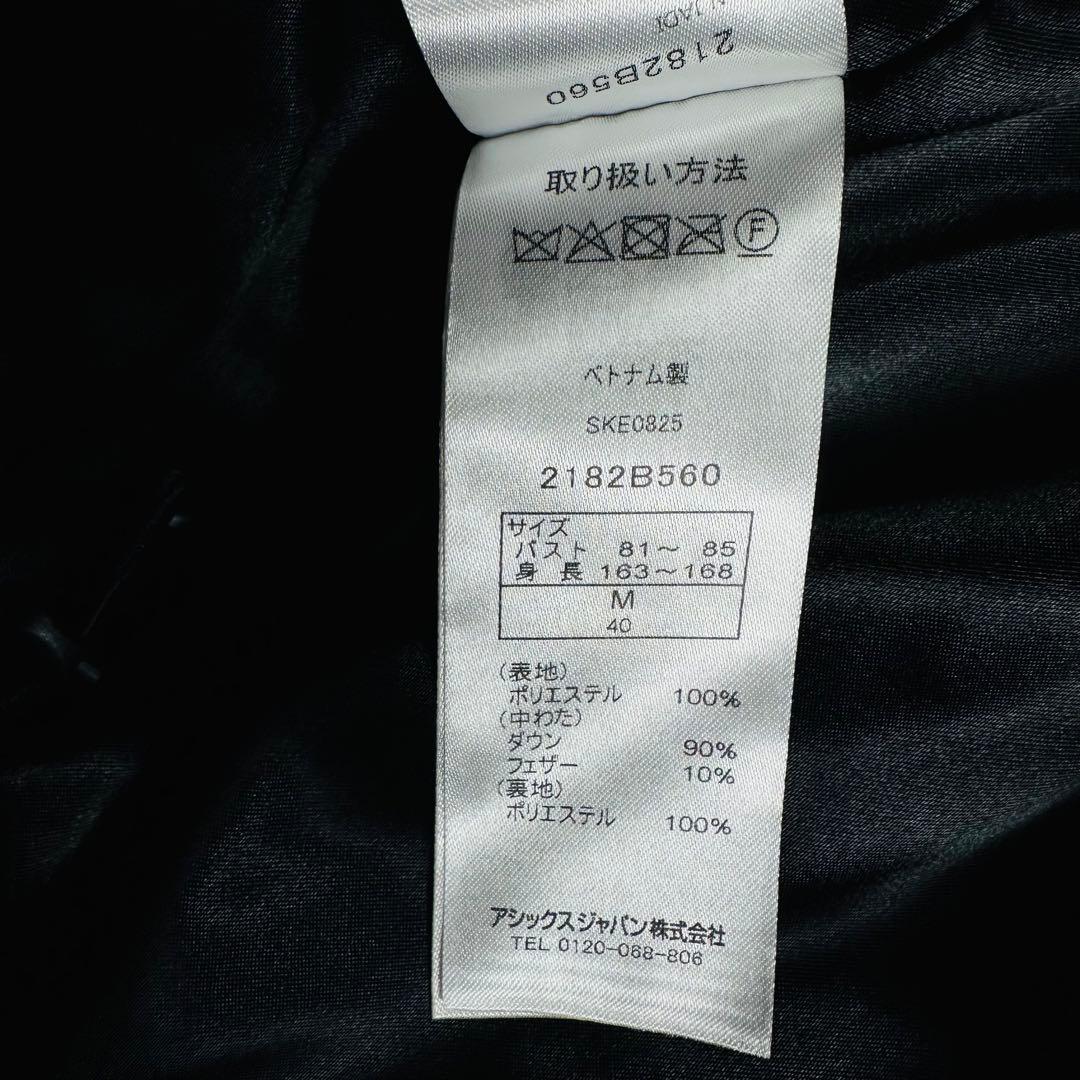 2182B560
取り扱い方法
F
ベトナム製
SKE0825
2182B560
サイズ
バスト 81～ 85
身 長 163～168
M
40
(表地)
ポリエステル 100%
(中わた)
ダウン 90%
フェザー 10%
(裏地)
ポリエステル 100%
アシックスジャパン株式会社
TEL 0120-068-806